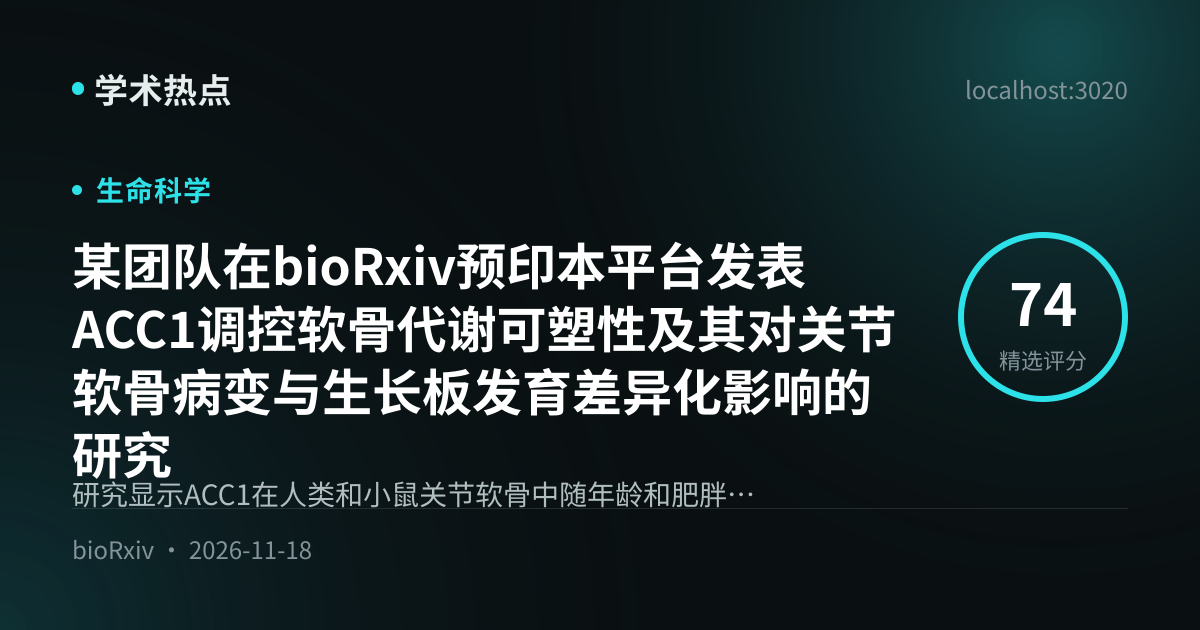 学术热点
localhost:3020
生命科学
某团队在bioRxiv预印本平台发表
ACC1调控软骨代谢可塑性及其对关节
软骨病变与生长板发育差异化影响的
研究
74
精选评分
研究显示ACC1在人类和小鼠关节软骨中随年龄和肥胖…
bioRxiv • 2026-11-18